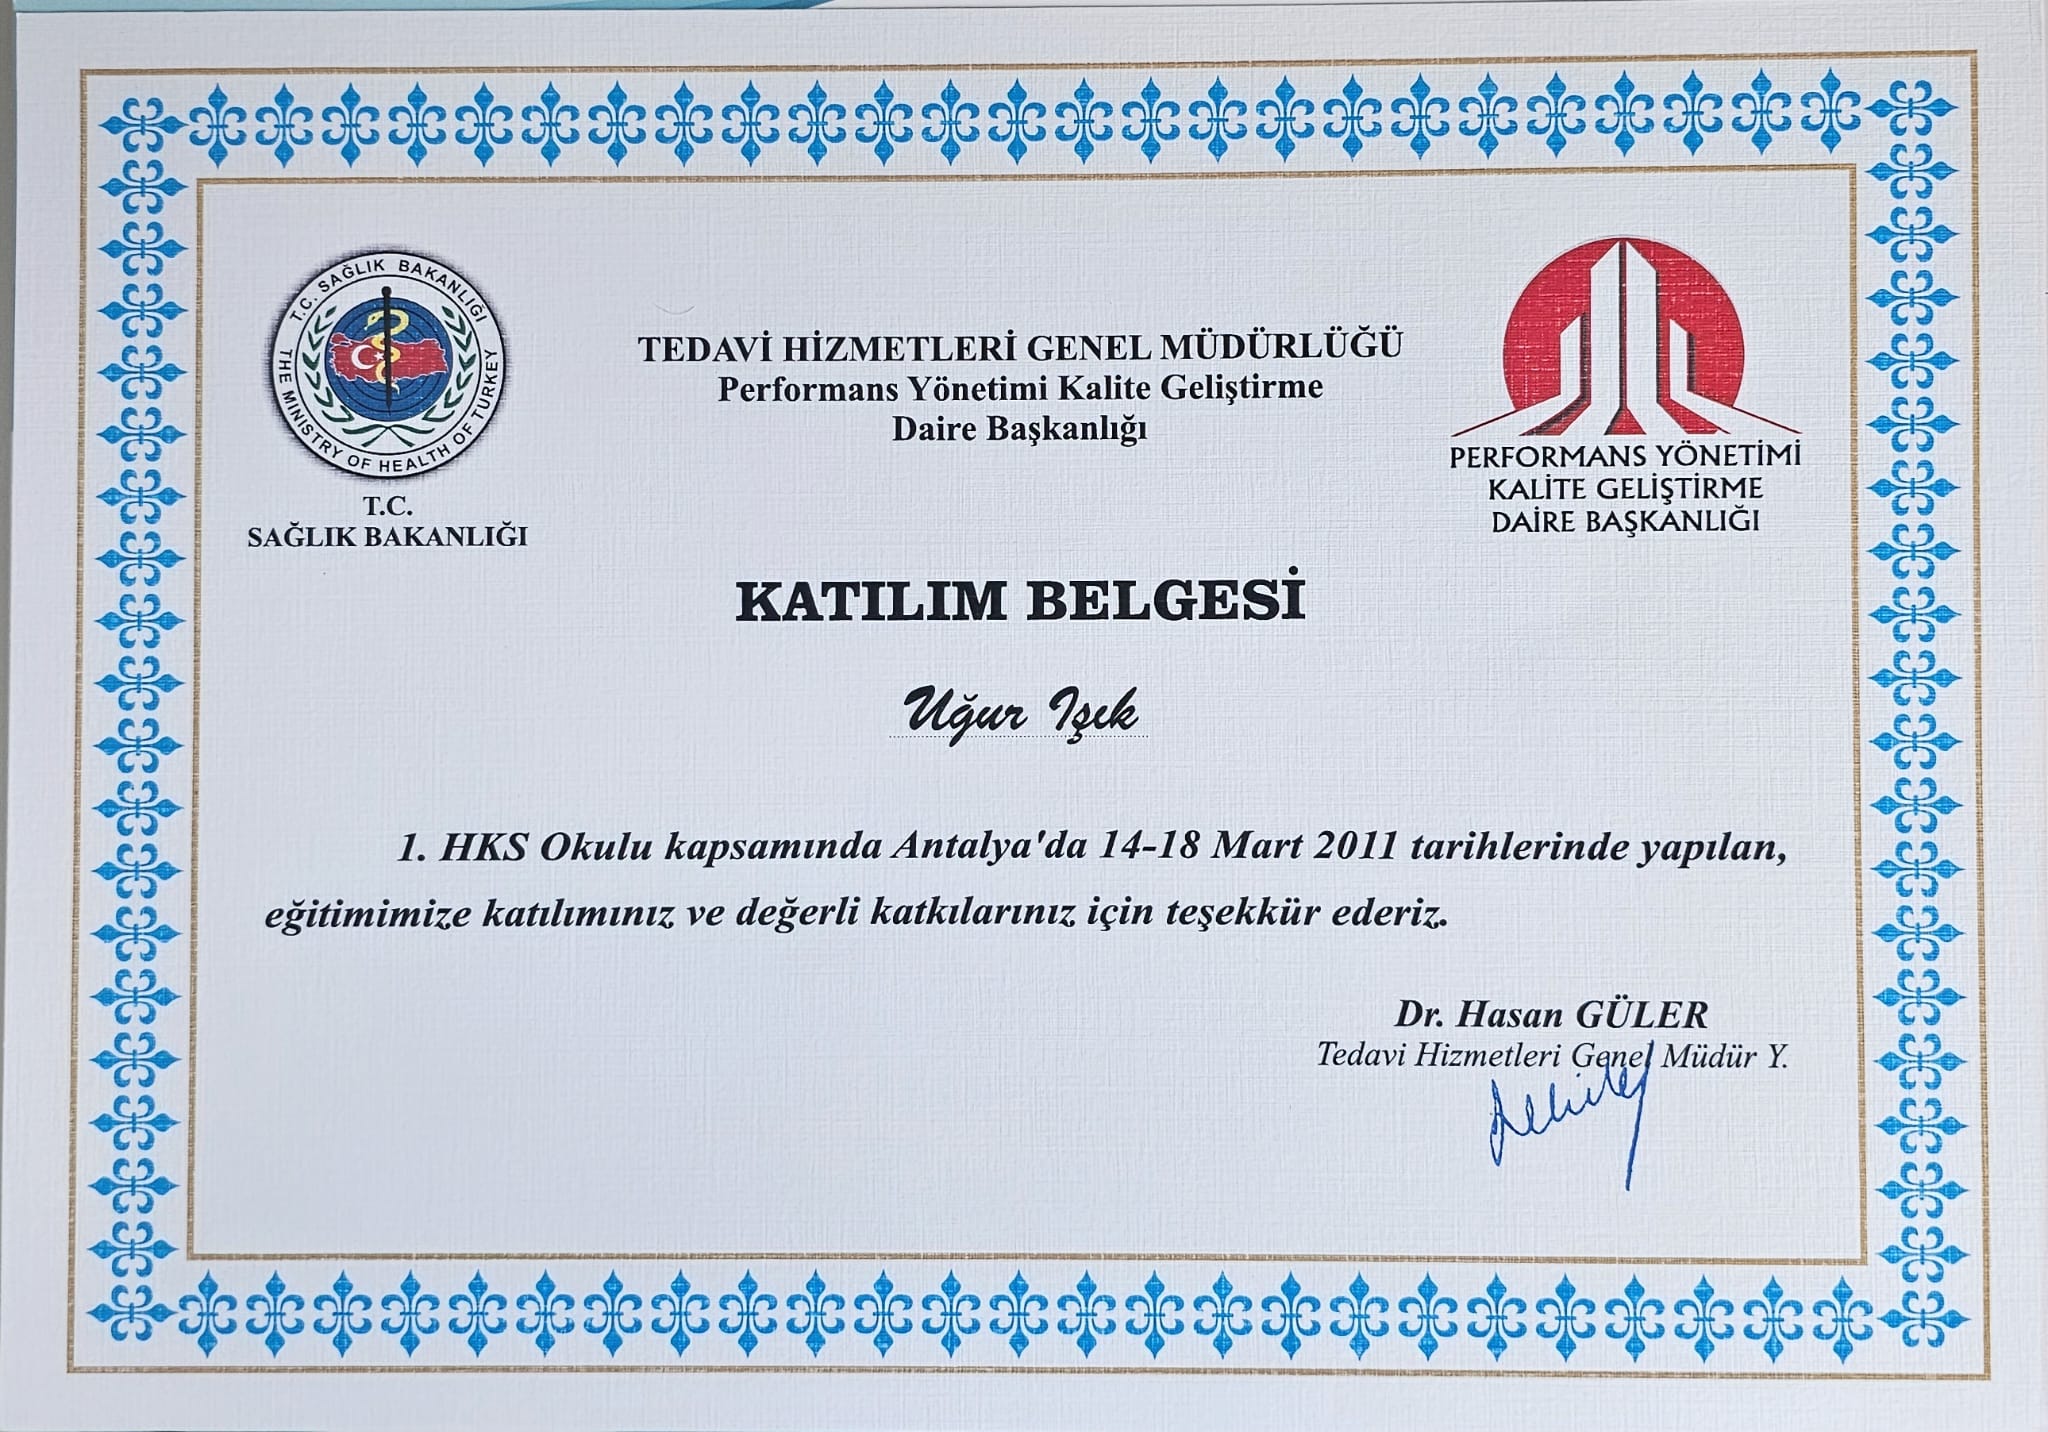 T.C. SAĞLIK BAKANLIĞI
THE MINISTRY OF HEALTH OF TURKEY
T.C.
SAĞLIK BAKANLIĞI
TEDAVİ HİZMETLERİ GENEL MÜDÜRLÜĞÜ
Performans Yönetimi Kalite Geliştirme
Daire Başkanlığı
PERFORMANS YÖNETİMİ
KALİTE GELİŞTİRME
DAİRE BAŞKANLIĞI
KATILIM BELGESİ
Uğur Işık
1. HKS Okulu kapsamında Antalya'da 14-18 Mart 2011 tarihlerinde yapılan,
eğitimimize katılımınız ve değerli katkılarınız için teşekkür ederiz.
Dr. Hasan GÜLER
Tedavi Hizmetleri Genel Müdür Y.